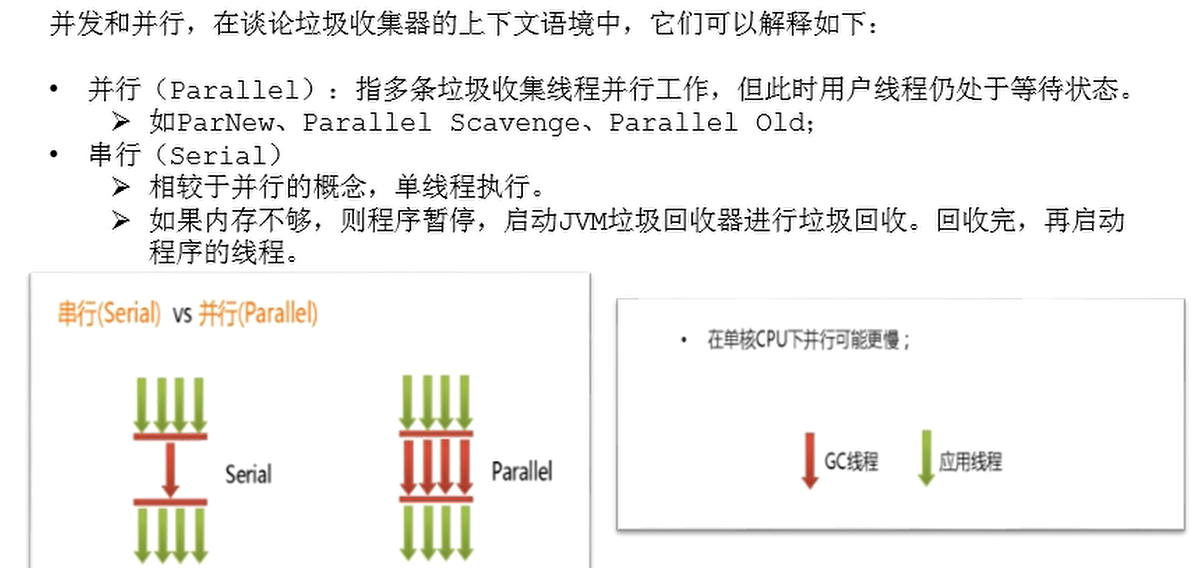 并发和并行，在谈论垃圾收集器的上下文语境中，它们可以解释如下：
• 并行（Parallel）：指多条垃圾收集线程并行工作，但此时用户线程仍处于等待状态。
➢ 如ParNew、Parallel Scavenge、Parallel Old；
• 串行（Serial）
➢ 相较于并行的概念，单线程执行。
➢ 如果内存不够，则程序暂停，启动JVM垃圾回收器进行垃圾回收。回收完，再启动
程序的线程。
串行(Serial) vs 并行(Parallel)
Serial
Parallel
• 在单核CPU下并行可能更慢；
GC线程
应用线程